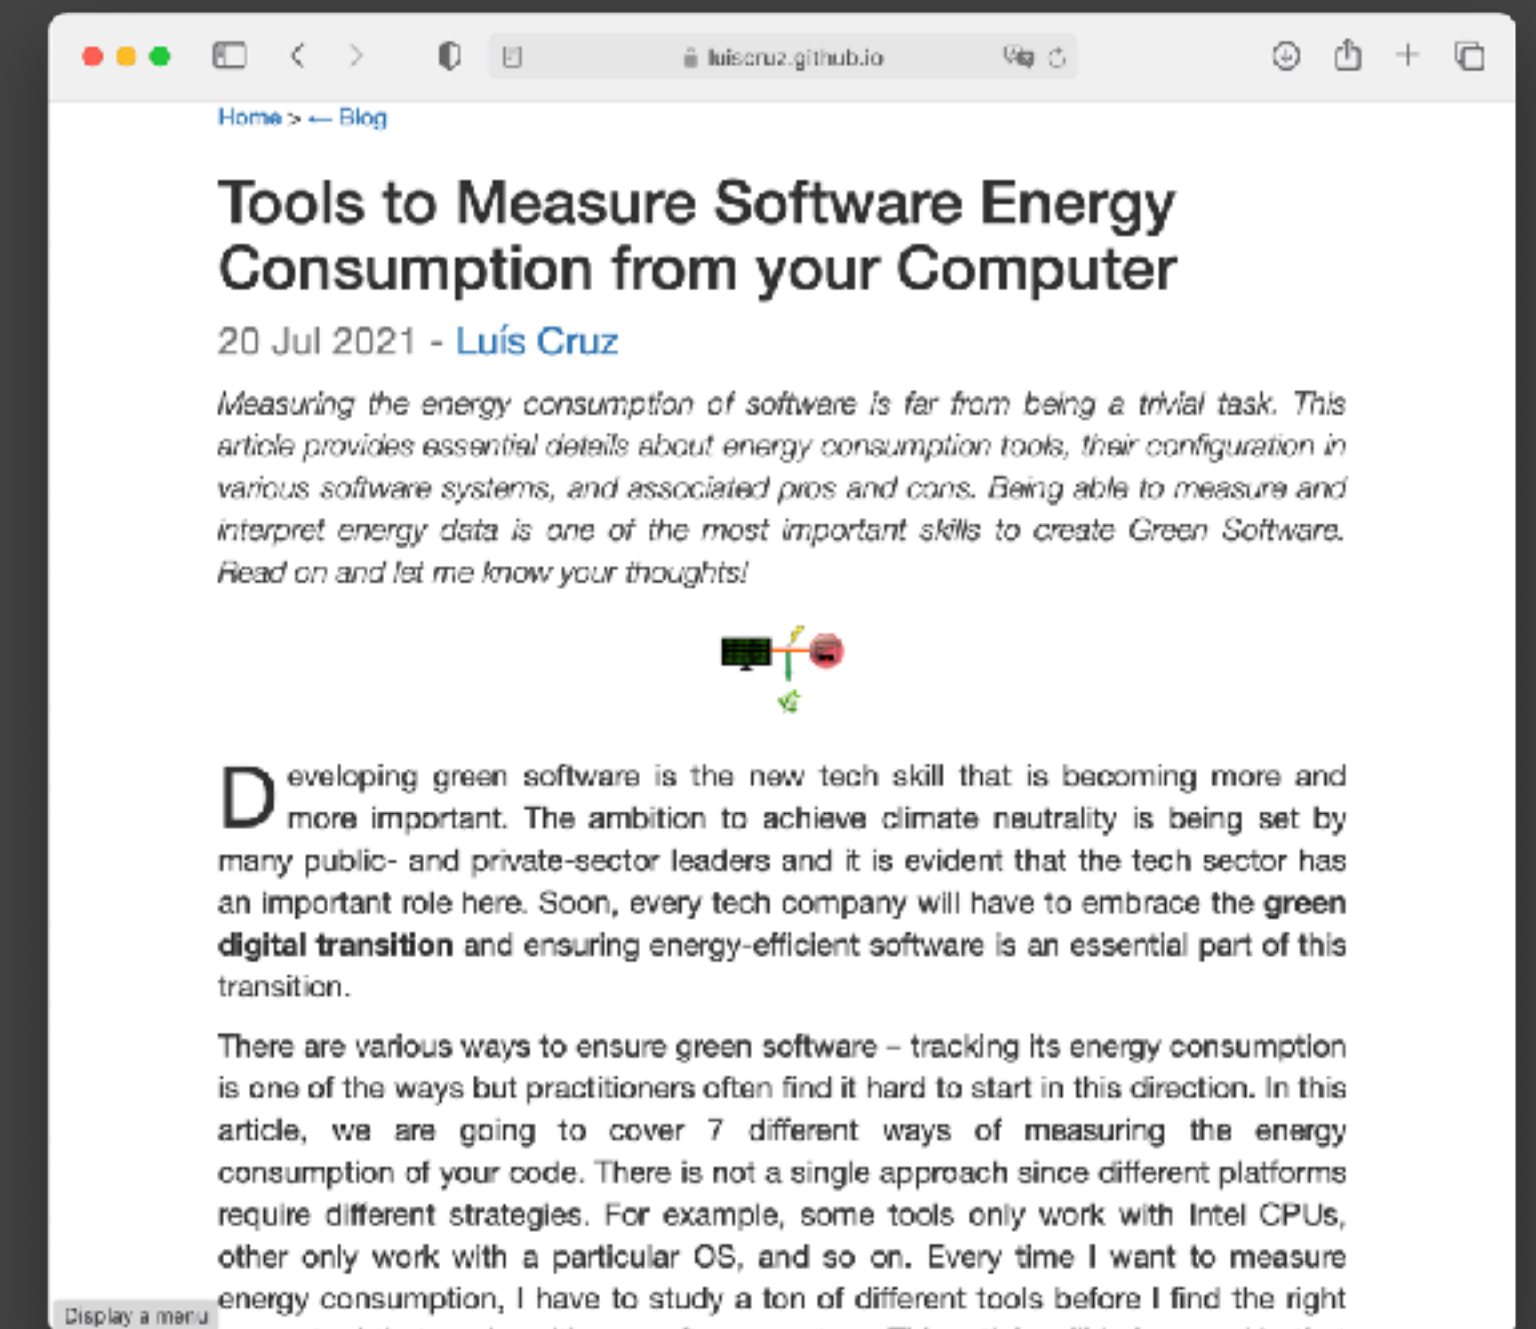 luiscruz.github.io
Home > ← Blog
Tools to Measure Software Energy
Consumption from your Computer
20 Jul 2021 - Luís Cruz
Measuring the energy consumption of software is far from being a trivial task. This
article provides essential details about energy consumption tools, their configuration in
various software systems, and associated pros and cons. Being able to measure and
interpret energy data is one of the most important skills to create Green Software.
Read on and let me know your thoughts!
Developing green software is the new tech skill that is becoming more and
more important. The ambition to achieve climate neutrality is being set by
many public- and private-sector leaders and it is evident that the tech sector has
an important role here. Soon, every tech company will have to embrace the green
digital transition and ensuring energy-efficient software is an essential part of this
transition.
There are various ways to ensure green software – tracking its energy consumption
is one of the ways but practitioners often find it hard to start in this direction. In this
article, we are going to cover 7 different ways of measuring the energy
consumption of your code. There is not a single approach since different platforms
require different strategies. For example, some tools only work with Intel CPUs,
other only work with a particular OS, and so on. Every time I want to measure
energy consumption, I have to study a ton of different tools before I find the right
Display a menu